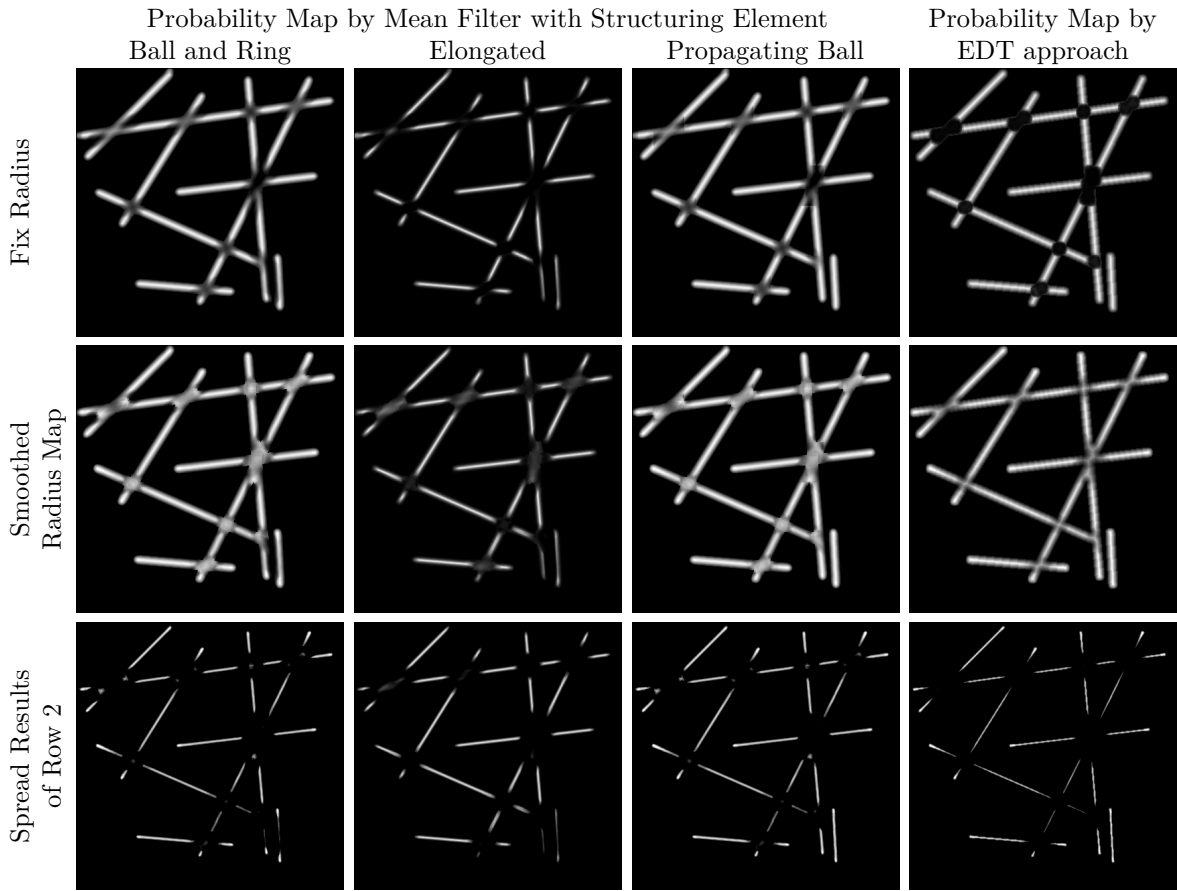 Probability Map by Mean Filter with Structuring Element
Probability Map by
EDT approach
Ball and Ring
Elongated
Propagating Ball
Fix Radius
Smoothed
Radius Map
Spread Results
of Row 2